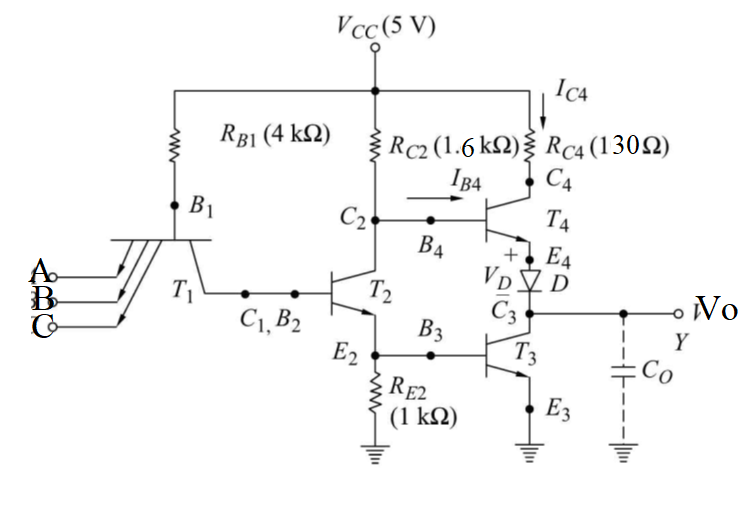 VCC (5 V)
IC4
RB1 (4 kΩ)
RC2 (1.6 kΩ)
RC4 (130Ω)
IB4
C4
B1
C2
T4
B4
+
E4
A
B
C
T1
T2
VD
D
–
C1, B2
C3
Vo
B3
Y
E2
T3
CO
RE2
(1 kΩ)
E3